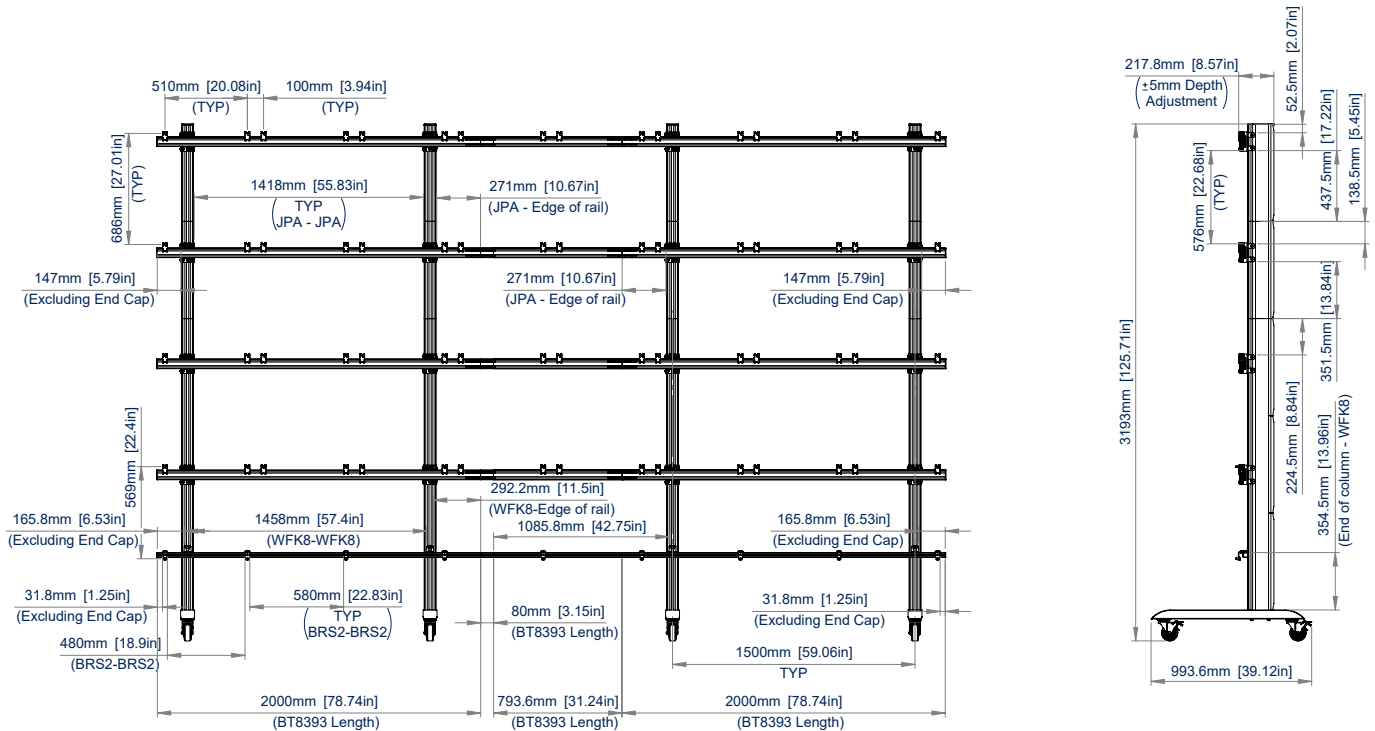 510mm [20.08in]
(TYP)
100mm [3.94in]
(TYP)
686mm [27.01in]
(TYP)
1418mm [55.83in]
(TYP
JPA - JPA)
271mm [10.67in]
(JPA - Edge of rail)
147mm [5.79in]
(Excluding End Cap)
271mm [10.67in]
(JPA - Edge of rail)
147mm [5.79in]
(Excluding End Cap)
569mm [22.4in]
292.2mm [11.5in]
(WFK8-Edge of rail)
165.8mm [6.53in]
(Excluding End Cap)
1458mm [57.4in]
(WFK8-WFK8)
1085.8mm [42.75in]
165.8mm [6.53in]
(Excluding End Cap)
31.8mm [1.25in]
(Excluding End Cap)
580mm [22.83in]
(TYP
BRS2-BRS2)
80mm [3.15in]
(BT8393 Length)
31.8mm [1.25in]
(Excluding End Cap)
480mm [18.9in]
(BRS2-BRS2)
1500mm [59.06in]
TYP
2000mm [78.74in]
(BT8393 Length)
793.6mm [31.24in]
(BT8393 Length)
2000mm [78.74in]
(BT8393 Length)
217.8mm [8.57in]
(±5mm Depth
Adjustment)
52.5mm [2.07in]
437.5mm [17.22in]
138.5mm [5.45in]
576mm [22.68in]
(TYP)
3193mm [125.71in]
351.5mm [13.84in]
224.5mm [8.84in]
354.5mm [13.96in]
(End of column - WFK8)
993.6mm [39.12in]